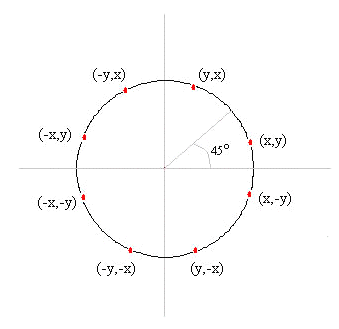 (-y,x) (y,x)
(-x,y) (x,y)
45°
(-x,-y) (x,-y)
(-y,-x) (y,-x)